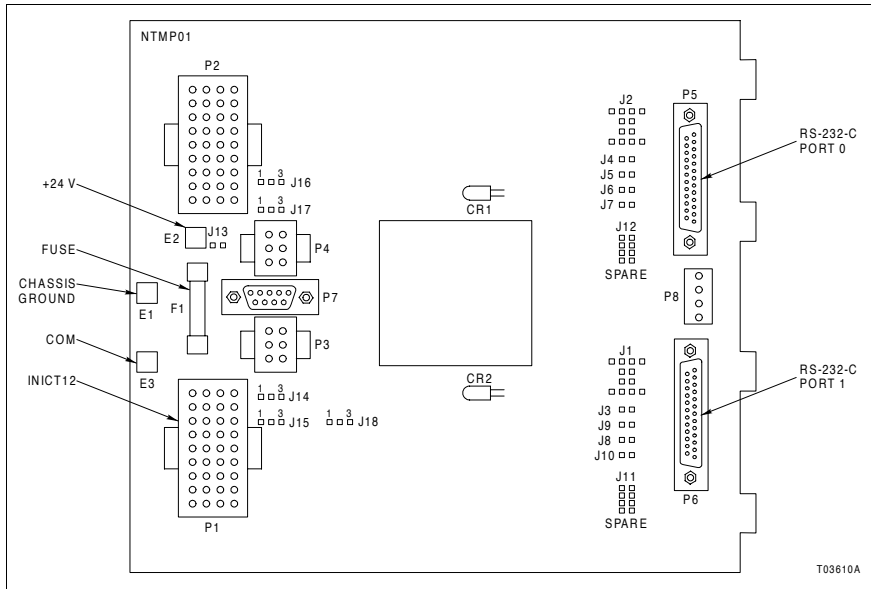 NTMP01
P2
P5
J2
RS-232-C
PORT 0
J4
J5
J6
J7
1 3
J16
1 3
J17
+24 V
CR1
J13
E2
P4
J12
SPARE
FUSE
CHASSIS
GROUND
F1
P7
P8
E1
COM
P3
J1
INICT12
E3
CR2
RS-232-C
PORT 1
1 3
J14
1 3
J15
1 3
J18
J3
J9
J8
J10
J11
SPARE
P6
P1
T03610A